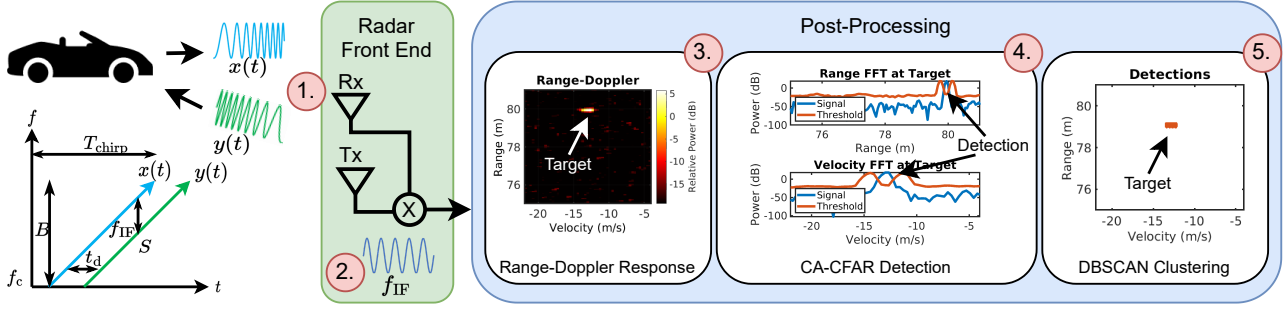 x(t)
y(t)
f
T_chirp
x(t)
y(t)
B
f_IF
S
t_d
f_c
t
Radar
Front End
1.
Rx
Tx
X
2.
f_IF
Post-Processing
3.
Range-Doppler
80
78
76
Range (m)
Target
-20
-15
-10
-5
Velocity (m/s)
5
0
-5
-10
-15
Relative Power (dB)
Range-Doppler Response
4.
Range FFT at Target
Power (dB)
0
-50
-100
Signal
Threshold
76
78
80
Range (m)
Detection
Velocity FFT at Target
Power (dB)
0
-50
-100
Signal
Threshold
-20
-15
-10
-5
Velocity (m/s)
CA-CFAR Detection
5.
Detections
80
78
76
Range (m)
Target
-20
-15
-10
-5
Velocity (m/s)
DBSCAN Clustering